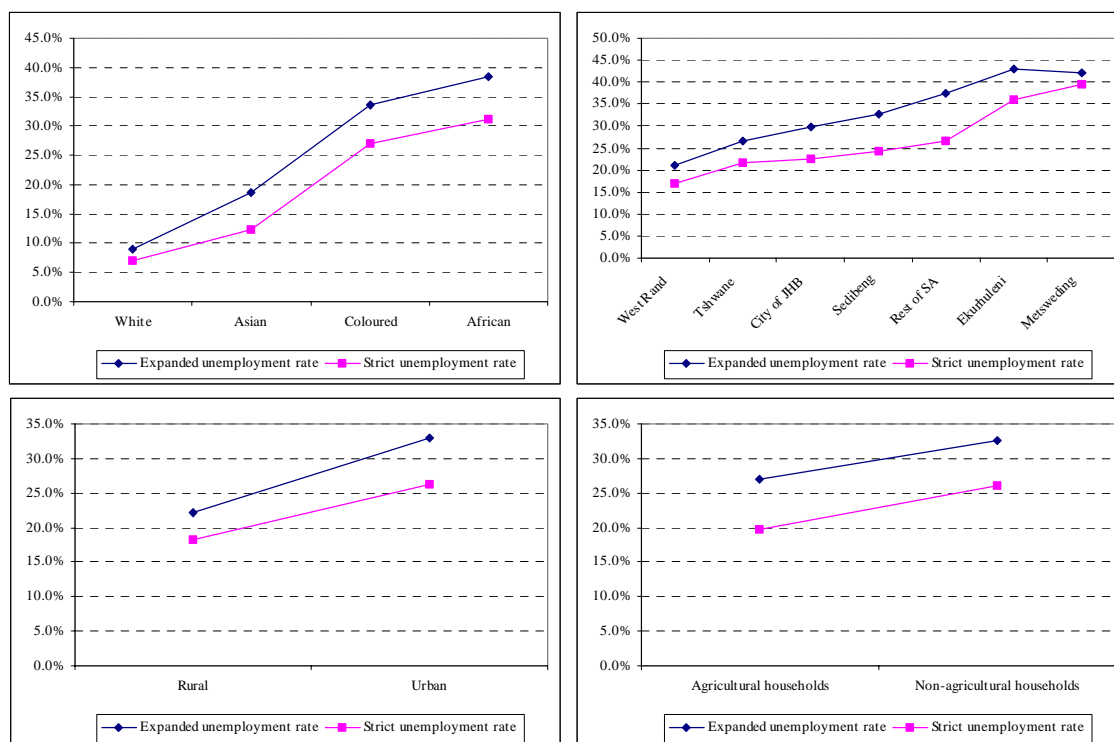 45.0%
40.0%
35.0%
30.0%
25.0%
20.0%
15.0%
10.0%
5.0%
0.0%
White Asian Coloured African
Expanded unemployment rate Strict unemployment rate
50.0%
45.0%
40.0%
35.0%
30.0%
25.0%
20.0%
15.0%
10.0%
5.0%
0.0%
West Rand
Tshwane
City of JHB
Sedibeng
Rest of SA
Ekurhuleni
Metsweding
Expanded unemployment rate Strict unemployment rate
35.0%
30.0%
25.0%
20.0%
15.0%
10.0%
5.0%
0.0%
Rural Urban
Expanded unemployment rate Strict unemployment rate
35.0%
30.0%
25.0%
20.0%
15.0%
10.0%
5.0%
0.0%
Agricultural households Non-agricultural households
Expanded unemployment rate Strict unemployment rate